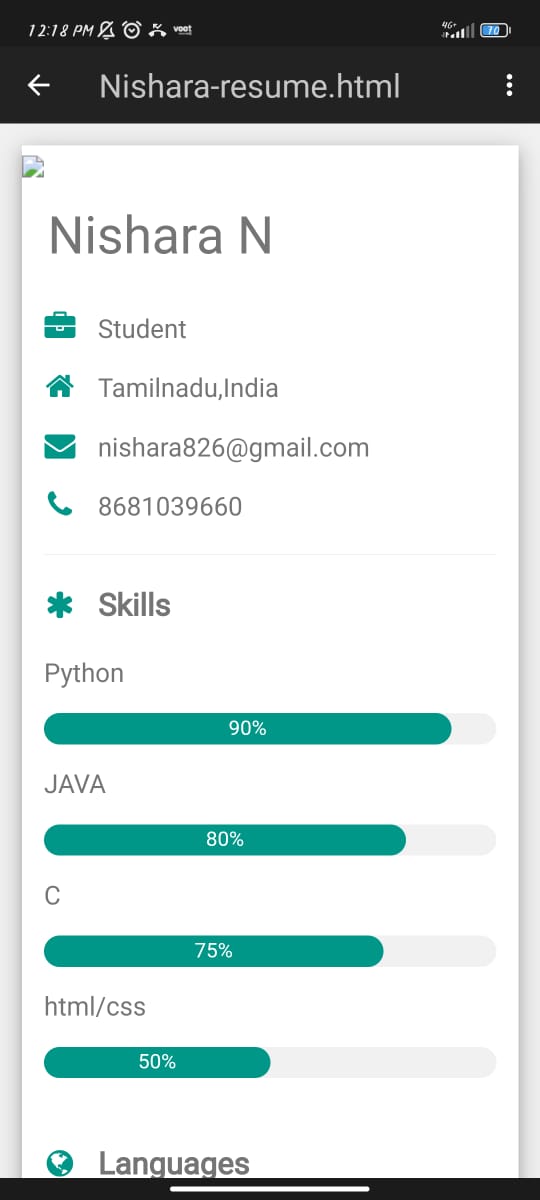 12:18 PM voot 4G+ 70
Nishara-resume.html
Nishara N
Student
Tamilnadu,India
nishara826@gmail.com
8681039660
Skills
Python
90%
JAVA
80%
C
75%
html/css
50%
Languages